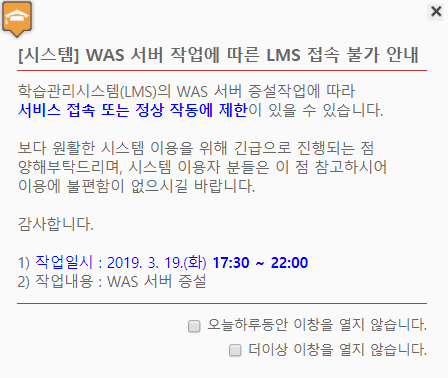 [시스템] WAS 서버 작업에 따른 LMS 접속 불가 안내
학습관리시스템(LMS)의 WAS 서버 증설작업에 따라
서비스 접속 또는 정상 작동에 제한이 있을 수 있습니다.
보다 원활한 시스템 이용을 위해 긴급으로 진행되는 점
양해부탁드리며, 시스템 이용자 분들은 이 점 참고하시어
이용에 불편함이 없으시길 바랍니다.
감사합니다.
1) 작업일시 : 2019. 3. 19.(화) 17:30 ~ 22:00
2) 작업내용 : WAS 서버 증설
오늘하루동안 이창을 열지 않습니다.
더이상 이창을 열지 않습니다.